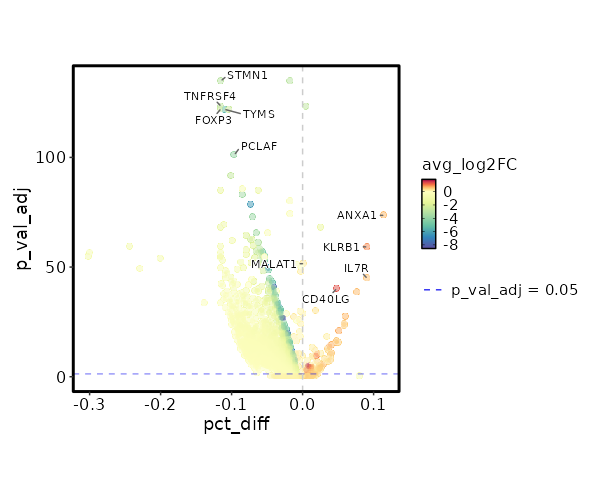 STMN1
TNFRSF4
TYMS
FOXP3
PCLAF
ANXA1
KLRB1
MALAT1
IL7R
CD40LG
100
50
0
p_val_adj
-0.3 -0.2 -0.1 0.0 0.1
pct_diff
avg_log2FC
0
-2
-4
-6
-8
p_val_adj = 0.05